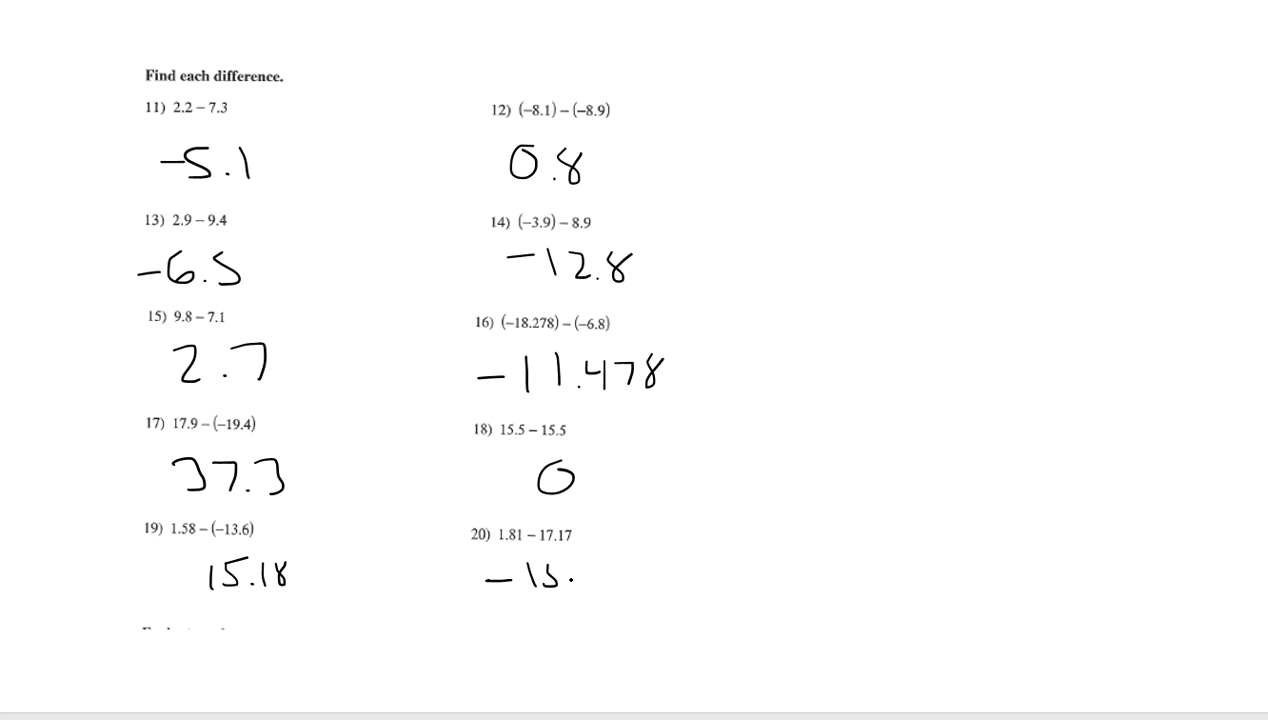 Find each difference.
11) 2.2 – 7.3
12) (–8.1) – (–8.9)
-5.1
0.8
13) 2.9 – 9.4
14) (–3.9) – 8.9
-6.5
-12.8
15) 9.8 – 7.1
16) (–18.278) – (–6.8)
2.7
-11.478
17) 17.9 – (–19.4)
18) 15.5 – 15.5
37.3
0
19) 1.58 – (–13.6)
20) 1.81 – 17.17
15.18
-15.